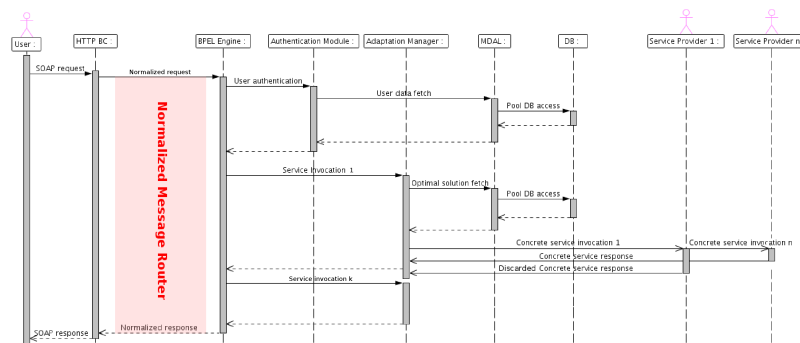 User :
HTTP BC :
BPEL Engine :
Authentication Module :
Adaptation Manager :
MDAL :
DB :
Service Provider 1 :
Service Provider n
SOAP request
Normalized request
User authentication
User data fetch
Pool DB access
Normalized Message Router
Service Invocation 1
Optimal solution fetch
Pool DB access
Concrete service invocation 1
Concrete service invocation n
Concrete service response
Discarded Concrete service response
Service invocation k
Normalized response
SOAP response